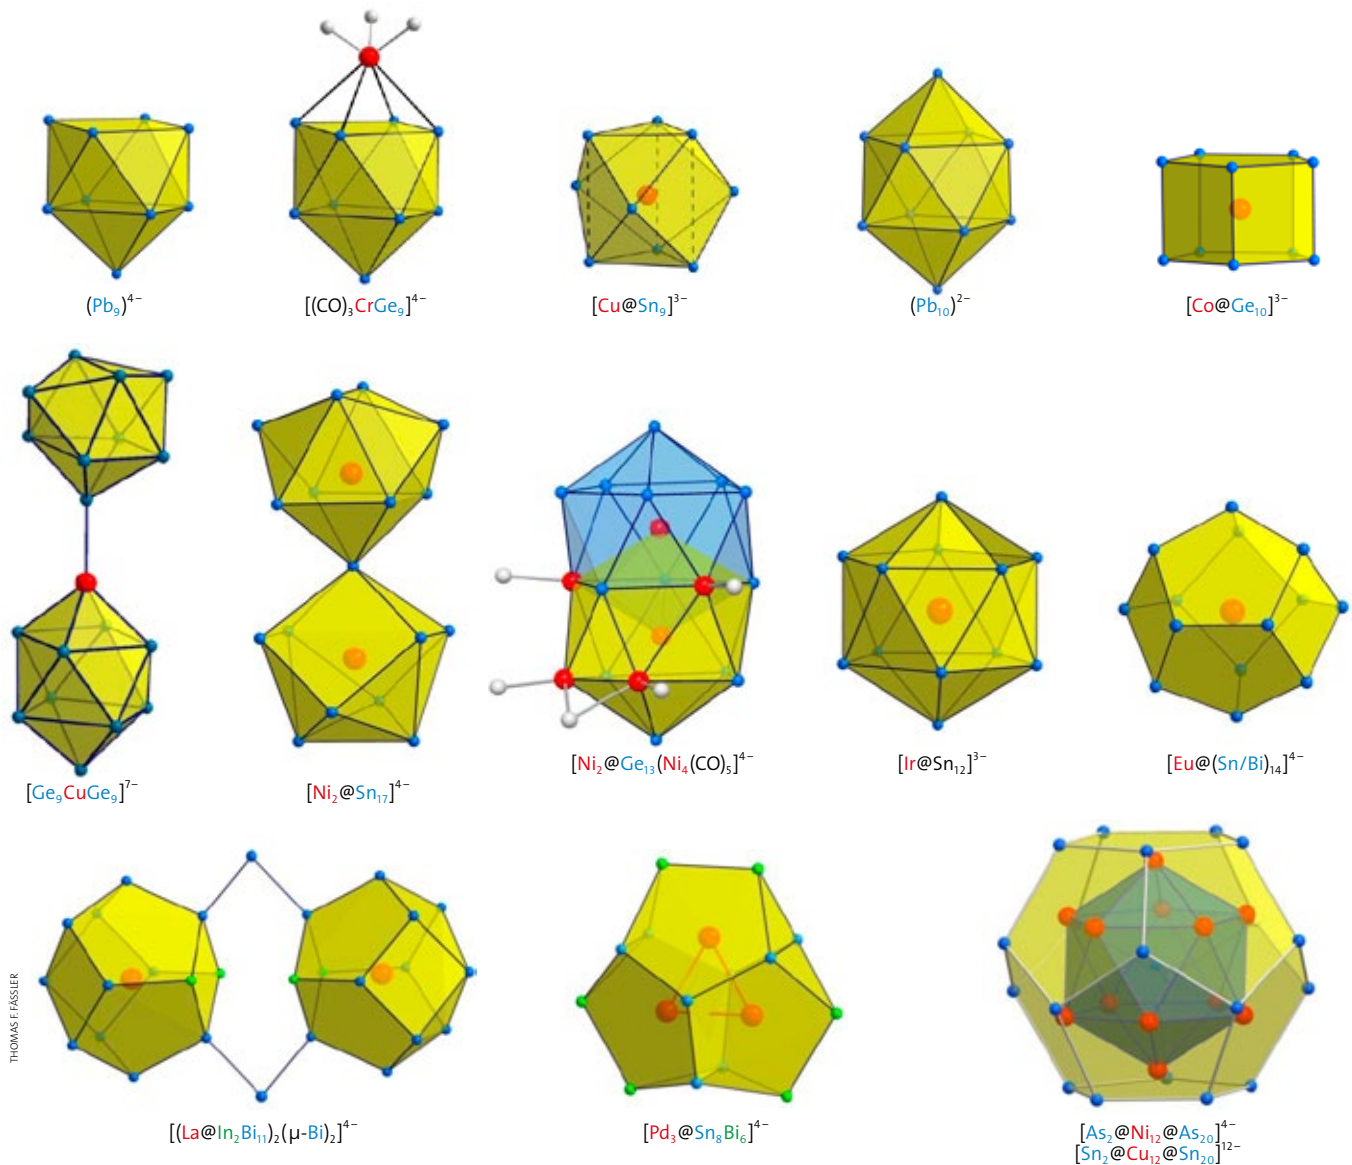 (Pb₉)⁴⁻
[(CO)₃CrGe₉]⁴⁻
[Cu@Sn₉]³⁻
(Pb₁₀)²⁻
[Co@Ge₁₀]³⁻
[Ge₉CuGe₉]⁷⁻
[Ni₂@Sn₁₇]⁴⁻
[Ni₂@Ge₁₃(Ni₄(CO)₅]⁴⁻
[Ir@Sn₁₂]³⁻
[Eu@(Sn/Bi)₁₄]⁴⁻
THOMAS F. FÄSSLER
[(La@In₂Bi₁₁)₂(µ-Bi)₂]⁴⁻
[Pd₃@Sn₈Bi₆]⁴⁻
[As₂@Ni₁₂@As₂₀]⁴⁻
[Sn₂@Cu₁₂@Sn₂₀]¹²⁻